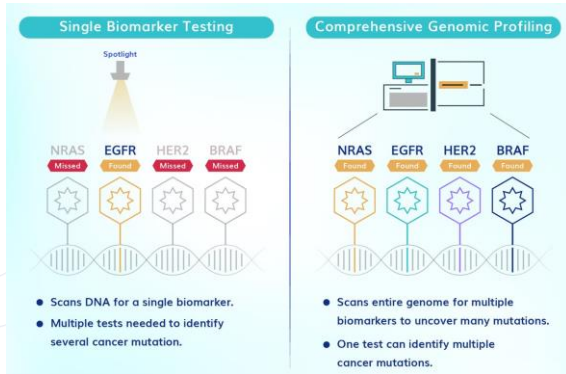 Single Biomarker Testing
Spotlight
NRAS EGFR HER2 BRAF
Missed Found Missed Missed
• Scans DNA for a single biomarker.
• Multiple tests needed to identify
several cancer mutation.
Comprehensive Genomic Profiling
NRAS EGFR HER2 BRAF
Found Found Found Found
• Scans entire genome for multiple
biomarkers to uncover many mutations.
• One test can identify multiple
cancer mutations.